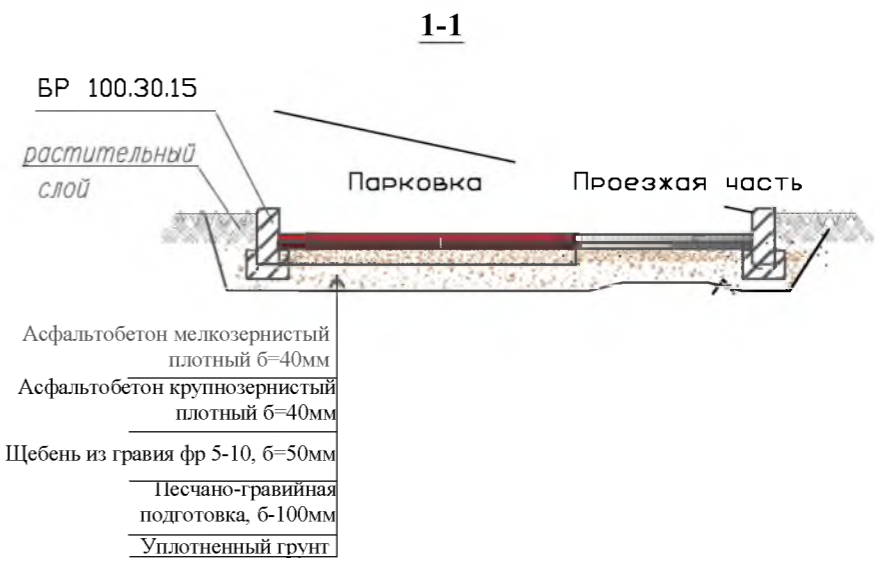 1-1
БР 100.30.15
растительный
слой
Парковка
Проезжая часть
Асфальтобетон мелкозернистый
плотный б=40мм
Асфальтобетон крупнозернистый
плотный б=40мм
Щебень из гравия фр 5-10, б=50мм
Песчано-гравийная
подготовка, б-100мм
Уплотненный грунт